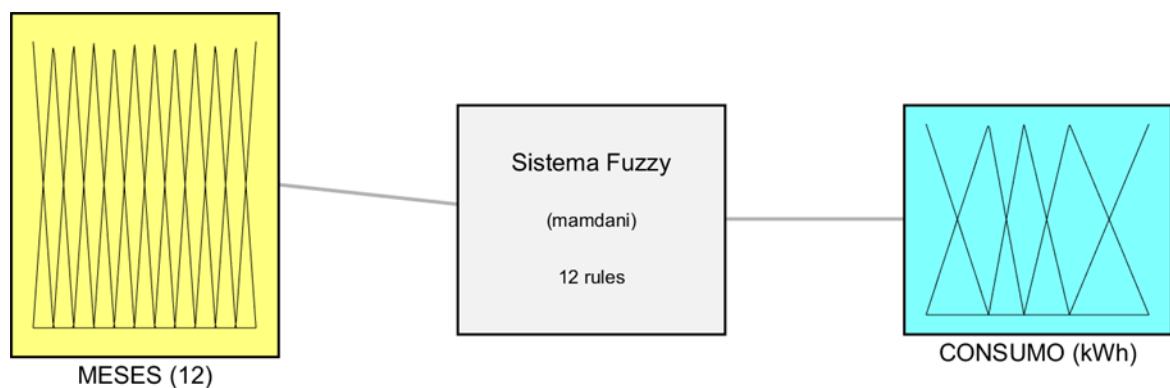 Sistema Fuzzy
(mamdani)
12 rules
MESES (12)
CONSUMO (kWh)